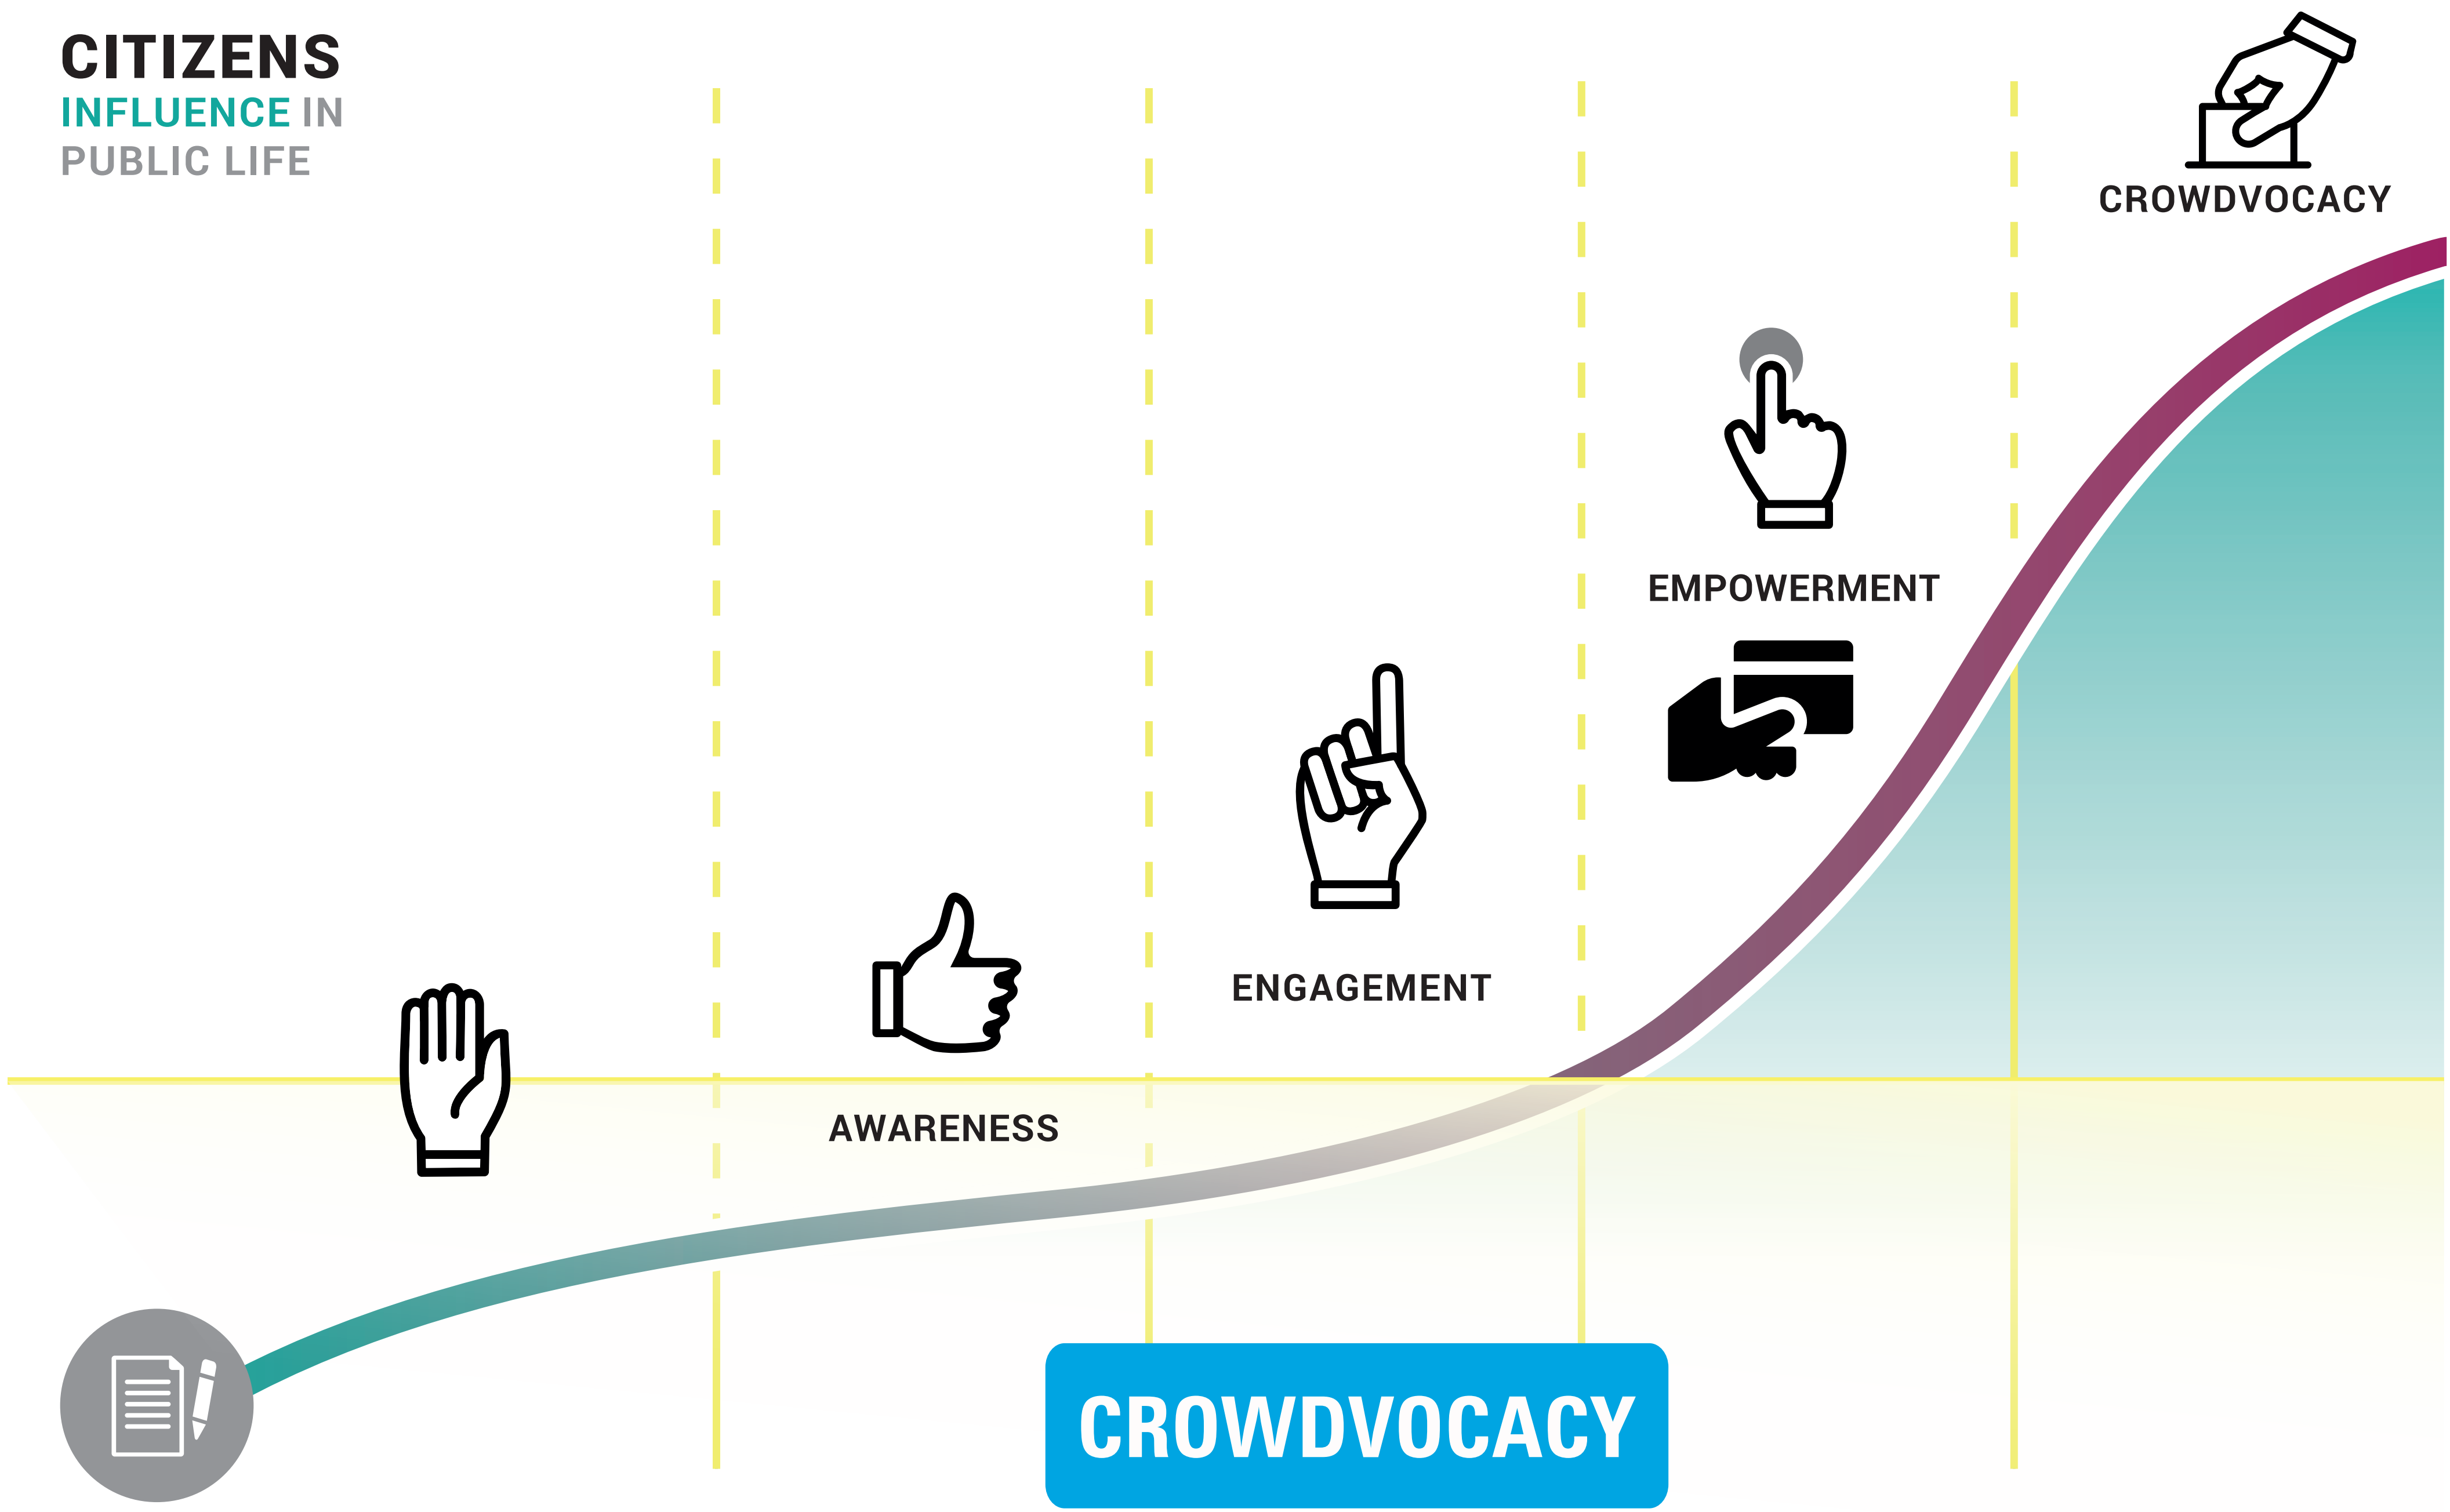 CITIZENS
INFLUENCE IN
PUBLIC LIFE
CROWDVOCACY
EMPOWERMENT
ENGAGEMENT
AWARENESS
CROWDVOCACY